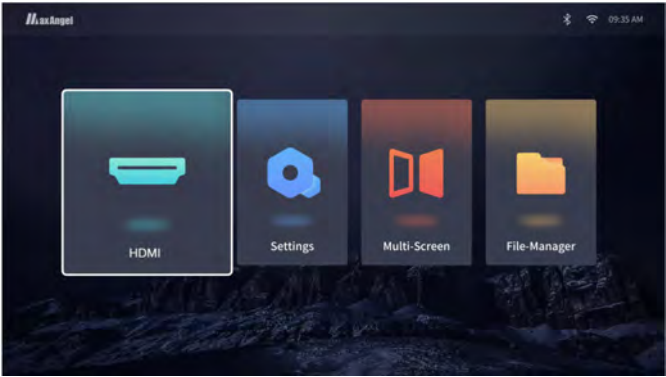 MaxAngel
09:35 AM
HDMI
Settings
Multi-Screen
File-Manager